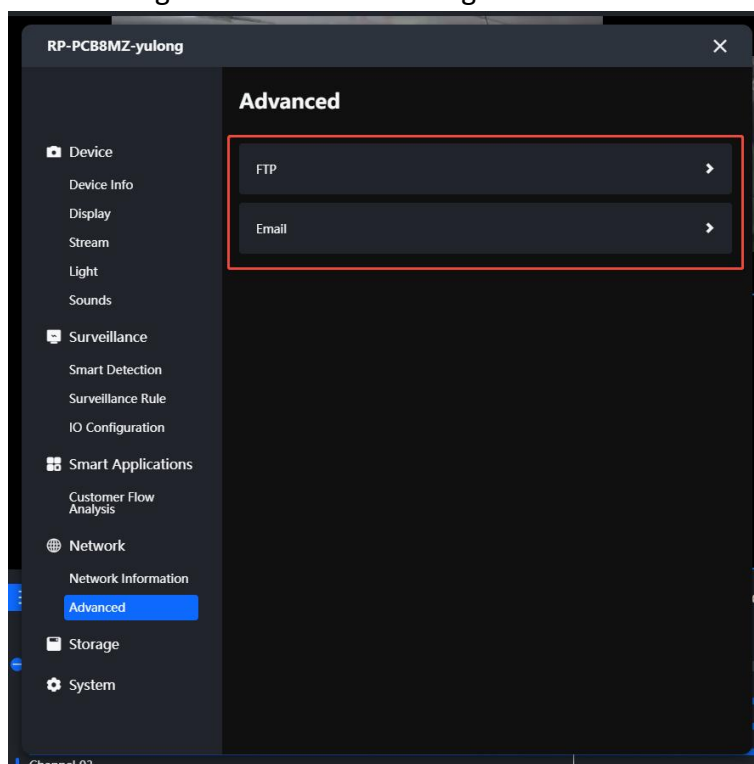 RP-PCB8MZ-yulong
Advanced
Device
Device Info
Display
Stream
Light
Sounds
Surveillance
Smart Detection
Surveillance Rule
IO Configuration
Smart Applications
Customer Flow
Analysis
Network
Network Information
Advanced
Storage
System
FTP
Email